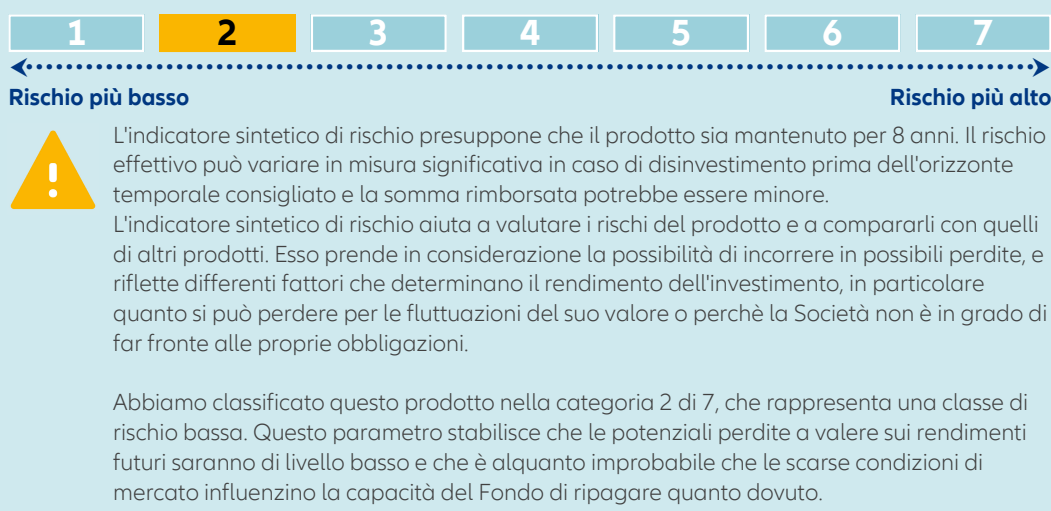 1 2 3 4 5 6 7
Rischio più basso Rischio più alto
L'indicatore sintetico di rischio presuppone che il prodotto sia mantenuto per 8 anni. Il rischio
effettivo può variare in misura significativa in caso di disinvestimento prima dell'orizzonte
temporale consigliato e la somma rimborsata potrebbe essere minore.
L'indicatore sintetico di rischio aiuta a valutare i rischi del prodotto e a compararli con quelli
di altri prodotti. Esso prende in considerazione la possibilità di incorrere in possibili perdite, e
riflette differenti fattori che determinano il rendimento dell'investimento, in particolare
quanto si può perdere per le fluttuazioni del suo valore o perchè la Società non è in grado di
far fronte alle proprie obbligazioni.
Abbiamo classificato questo prodotto nella categoria 2 di 7, che rappresenta una classe di
rischio bassa. Questo parametro stabilisce che le potenziali perdite a valere sui rendimenti
futuri saranno di livello basso e che è alquanto improbabile che le scarse condizioni di
mercato influenzino la capacità del Fondo di ripagare quanto dovuto.